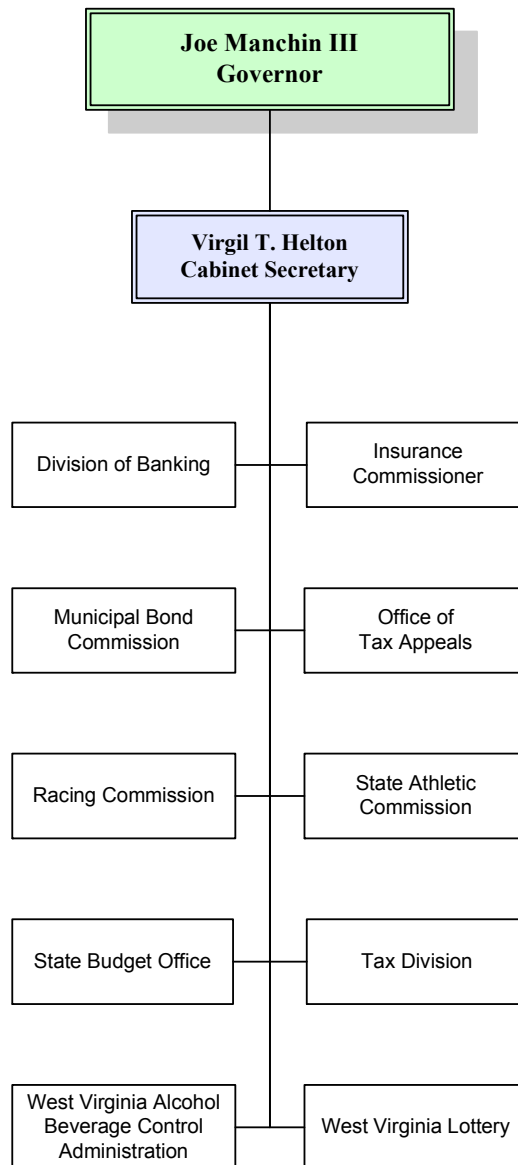 Joe Manchin III
Governor
Virgil T. Helton
Cabinet Secretary
Division of Banking
Insurance
Commissioner
Municipal Bond
Commission
Office of
Tax Appeals
Racing Commission
State Athletic
Commission
State Budget Office
Tax Division
West Virginia Alcohol
Beverage Control
Administration
West Virginia Lottery